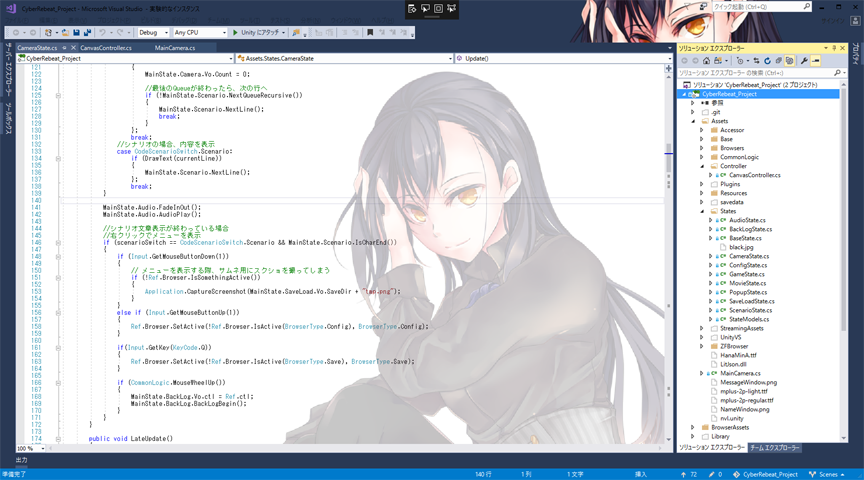 CyberRebeat_Project - Microsoft Visual Studio - 実験的なインスタンス
クイック起動 (Ctrl+Q)
サインイン
Debug
Any CPU
Unity にアタッチ
CameraState.cs
CanvasController.cs
MainCamera.cs
CyberRebeat_Project
Assets.States.CameraState
Update()
サーバー エクスプローラー
ツールボックス
121 {
122 MainState.Camera.Vo.Count = 0;
123
124 //最後のQueueが終わったら、次の行へ
125 if (!MainState.Scenario.NextQueueRecursive())
126 {
127 MainState.Scenario.NextLine();
128 break;
129 }
130 };
131 break;
132 //シナリオの場合、内容を表示
133 case CodeScenarioSwitch.Scenario:
134 if (DrawText(currentLine))
135 {
136 MainState.Scenario.NextLine();
137 };
138 break;
139 }
140
141 MainState.Audio.FadeInOut();
142 MainState.Audio.AudioPlay();
143
144 //シナリオ文章表示が終わっている場合
145 //右クリックでメニューを表示
146 if (scenarioSwitch == CodeScenarioSwitch.Scenario && MainState.Scenario.IsCharEnd())
147 {
148 if (Input.GetMouseButtonDown(1))
149 {
150 // メニューを表示する際、サムネ用にスクショを撮ってしまう
151 if (!Ref.Browser.IsSomethingActive())
152 {
153 Application.CaptureScreenshot(MainState.SaveLoad.Vo.SaveDir + "tmp.png");
154 }
155 }
156 else if (Input.GetMouseButtonUp(1))
157 {
158 Ref.Browser.SetActive(!Ref.Browser.IsActive(BrowserType.Config), BrowserType.Config);
159 }
160
161 if(Input.GetKey(KeyCode.Q))
162 {
163 Ref.Browser.SetActive(!Ref.Browser.IsActive(BrowserType.Save), BrowserType.Save);
164 }
165
166 if (CommonLogic.MouseWheelUp())
167 {
168 MainState.BackLog.Vo.ctl = Ref.ctl;
169 MainState.BackLog.BackLogBegin();
170 }
171 }
172 }
173
174 public void LateUpdate()
100 %
出力
ソリューション エクスプローラー
ソリューション エクスプローラー の検索 (Ctrl+;)
ソリューション 'CyberRebeat_Project' (2 プロジェクト)
CyberRebeat_Project
参照
.git
Assets
Accessor
Base
Browsers
CommonLogic
Controller
CanvasController.cs
Plugins
Resources
savedata
States
AudioState.cs
BackLogState.cs
BaseState.cs
black.jpg
CameraState.cs
ConfigState.cs
GameState.cs
MovieState.cs
PopupState.cs
SaveLoadState.cs
ScenarioState.cs
StateModels.cs
StreamingAssets
UnityVS
ZFBrowser
HanaMinA.ttf
LitJson.dll
MainCamera.cs
MessageWindow.png
mplus-2p-light.ttf
mplus-2p-regular.ttf
NameWindow.png
nvl.unity
BrowserAssets
Library
ソリューション エクスプローラー
チーム エクスプローラー
プロパティ
準備完了
140 行
1 列
1 文字
挿入
72
0
CyberRebeat_Project
Scenes